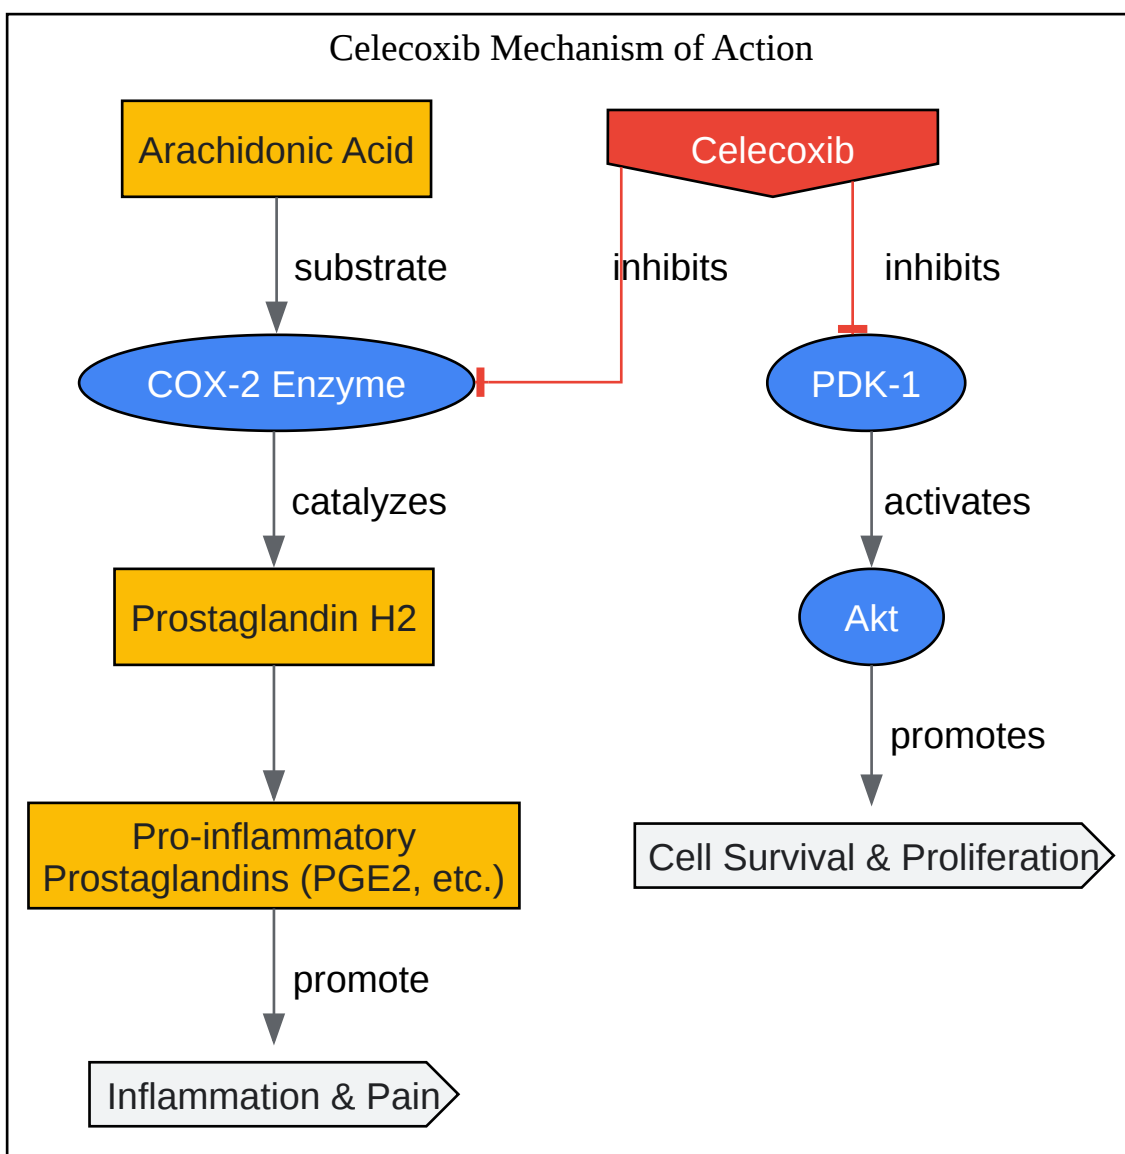 Celecoxib Mechanism of Action
Arachidonic Acid
Celecoxib
substrate
inhibits
inhibits
COX-2 Enzyme
PDK-1
catalyzes
activates
Prostaglandin H2
Akt
promotes
Pro-inflammatory
Prostaglandins (PGE2, etc.)
Cell Survival & Proliferation
promote
Inflammation & Pain